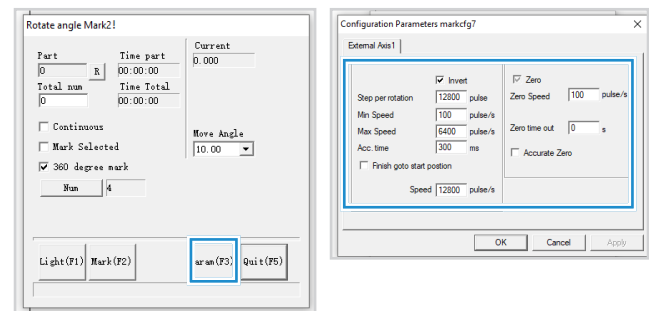 Rotate angle Mark2!
Part
Time part
0
R
00:00:00
Total num
Time Total
0
00:00:00
Current
0.000
Continuous
Mark Selected
360 degree mark
Move Angle
10.00
Num
4
Light(F1)
Mark(F2)
aram(F3)
Quit(F5)
Configuration Parameters markcfg7
External Axis1
Invert
Step per rotation
12800
pulse
Min Speed
100
pulse/s
Max Speed
6400
pulse/s
Acc. time
300
ms
Finish goto start postion
Speed
12800
pulse/s
Zero
Zero Speed
100
pulse/s
Zero time out
0
s
Accurate Zero
OK
Cancel
Apply